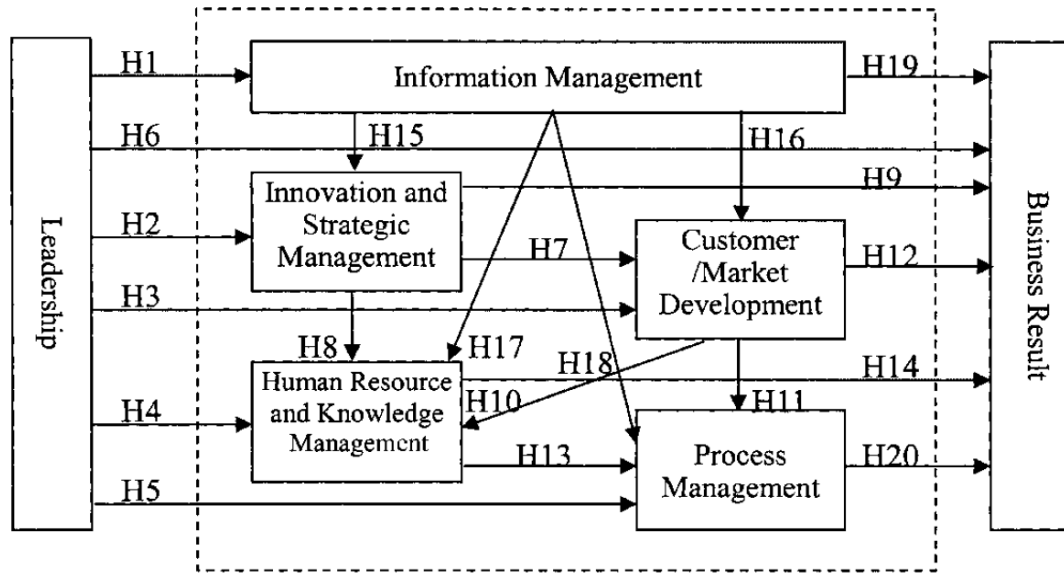 H1
Information Management
H19
H6
H15
H16
Innovation and
Strategic
Management
H9
H2
H7
Customer
/Market
Development
H12
Leadership
Business Result
H3
H8
H17
H18
H14
Human Resource
and Knowledge
Management
H10
H11
H4
H13
Process
Management
H20
H5